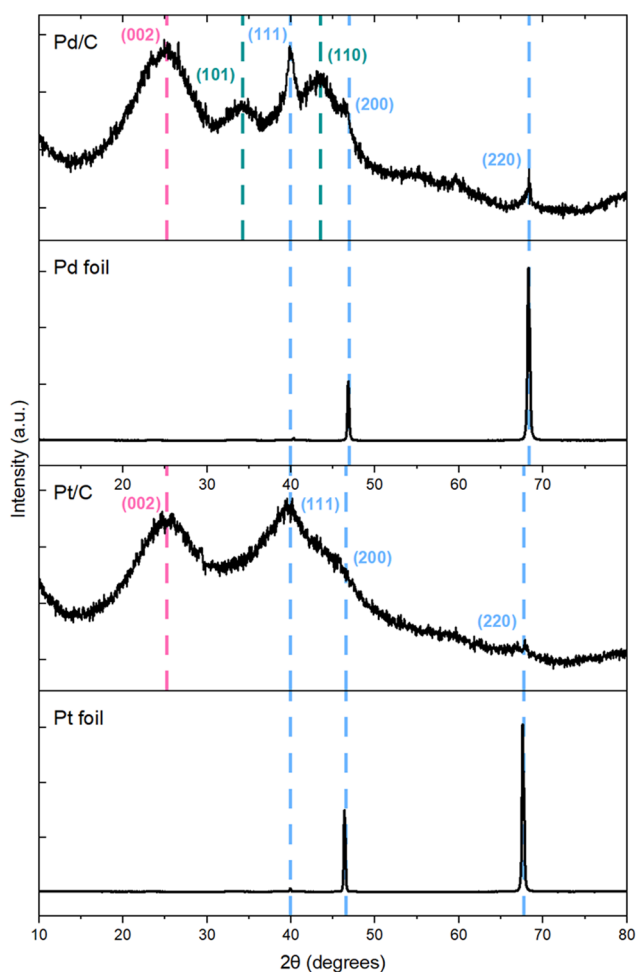 Pd/C
(002)
(101)
(111)
(110)
(200)
(220)
Pd foil
20 30 40 50 60 70
Pt/C
(002)
(111)
(200)
(220)
Pt foil
10 20 30 40 50 60 70 80
2θ (degrees)
Intensity (a.u.)